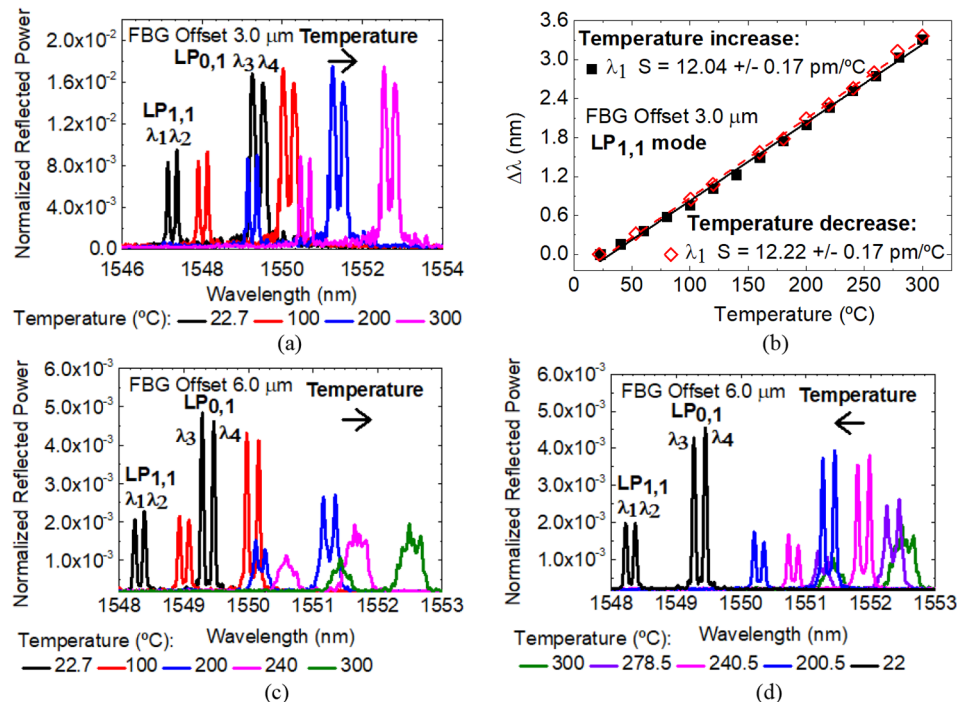 Normalized Reflected Power
2.0x10-2
1.6x10-2
1.2x10-2
8.0x10-3
4.0x10-3
0.0
FBG Offset 3.0 μm Temperature
LP0,1 λ3 λ4
LP1,1
λ1λ2
1546 1548 1550 1552 1554
Wavelength (nm)
Temperature (ºC): 22.7 100 200 300
(a)
Δλ (nm)
3.6
3.0
2.4
1.8
1.2
0.6
0.0
Temperature increase:
λ1 S = 12.04 +/- 0.17 pm/ºC
FBG Offset 3.0 μm
LP1,1 mode
Temperature decrease:
λ1 S = 12.22 +/- 0.17 pm/ºC
0 50 100 150 200 250 300
Temperature (ºC)
(b)
Normalized Reflected Power
6.0x10-3
5.0x10-3
4.0x10-3
3.0x10-3
2.0x10-3
1.0x10-3
FBG Offset 6.0 μm
Temperature
LP0,1
λ3 λ4
LP1,1
λ1λ2
1548 1549 1550 1551 1552 1553
Wavelength (nm)
Temperature (ºC):
22.7 100 200 240 300
(c)
Normalized Reflected Power
6.0x10-3
5.0x10-3
4.0x10-3
3.0x10-3
2.0x10-3
1.0x10-3
0.0
FBG Offset 6.0 μm
Temperature
LP0,1
λ3 λ4
LP1,1
λ1λ2
1548 1549 1550 1551 1552 1553
Wavelength (nm)
Temperature (ºC):
300 278.5 240.5 200.5 22
(d)